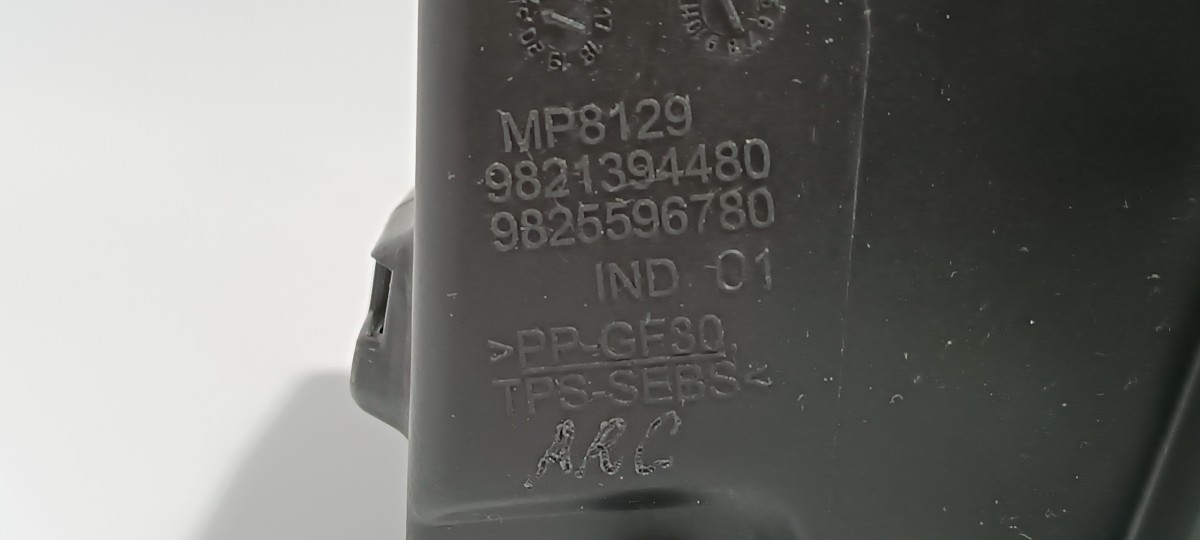 MP8129
9821394480
9825596780
IND 01
>PP-GF30,
TPS-SEBS<
ARC